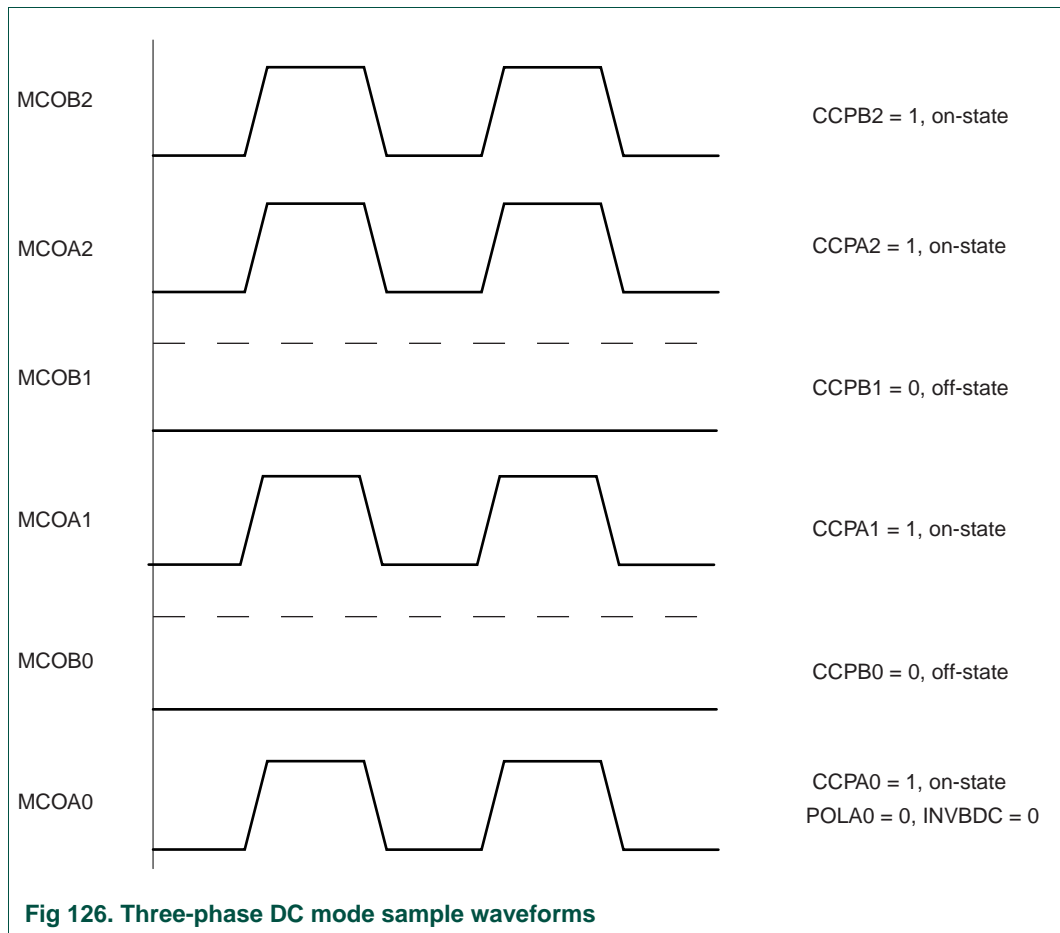 MCOB2
CCPB2 = 1, on-state
MCOA2
CCPA2 = 1, on-state
MCOB1
CCPB1 = 0, off-state
MCOA1
CCPA1 = 1, on-state
MCOB0
CCPB0 = 0, off-state
MCOA0
CCPA0 = 1, on-state
POLA0 = 0, INVBDC = 0
Fig 126. Three-phase DC mode sample waveforms